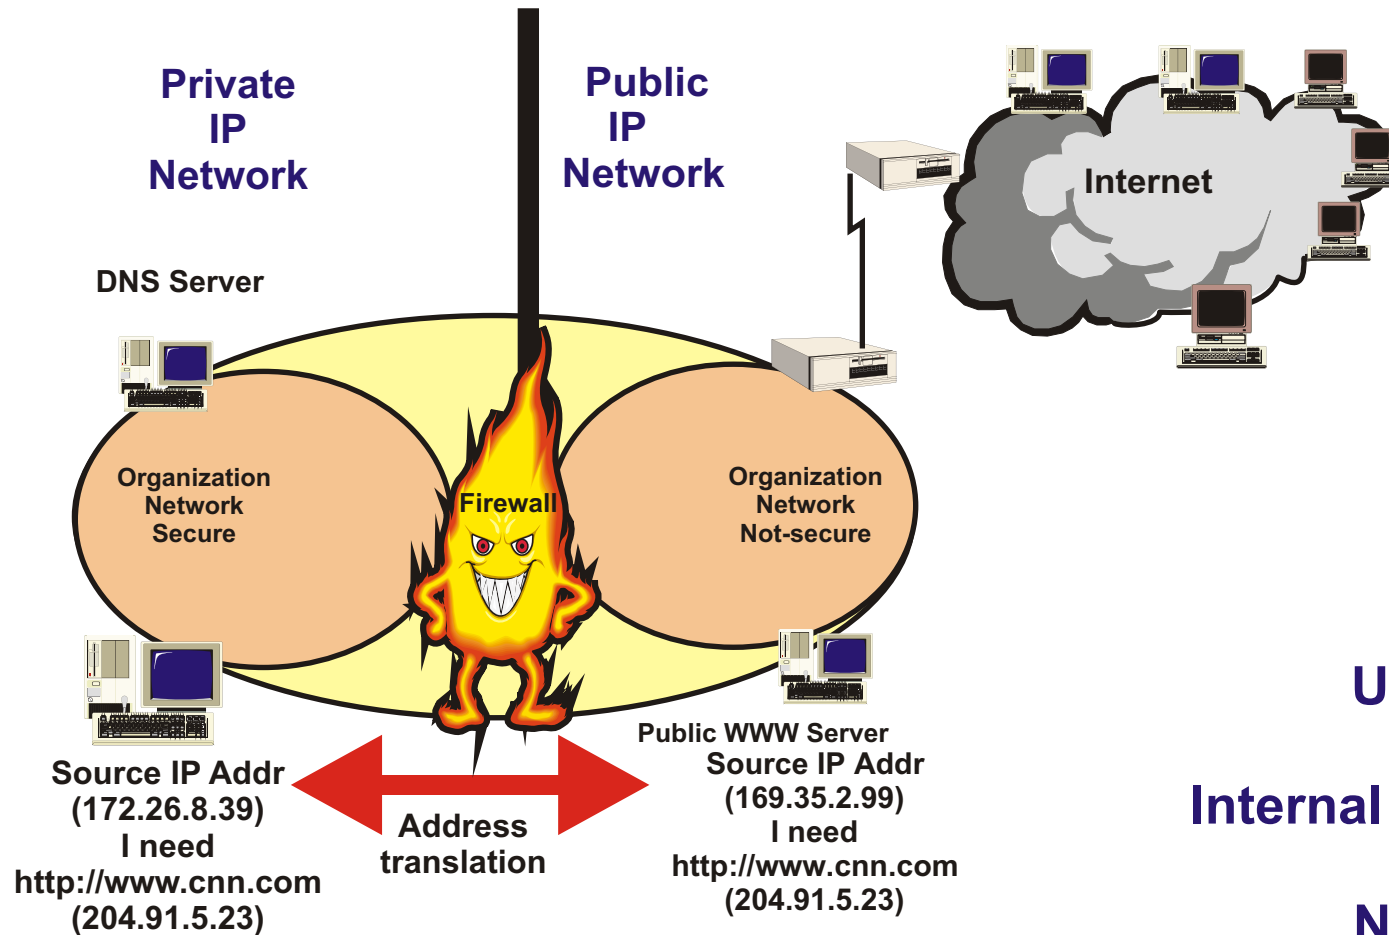 Private
IP
Network
Public
IP
Network
Internet
DNS Server
Organization
Network
Secure
Firewall
Organization
Network
Not-secure
Public WWW Server
Source IP Addr
(172.26.8.39)
I need
http://www.cnn.com
(204.91.5.23)
Address
translation
Source IP Addr
(169.35.2.99)
I need
http://www.cnn.com
(204.91.5.23)
U
Internal
N